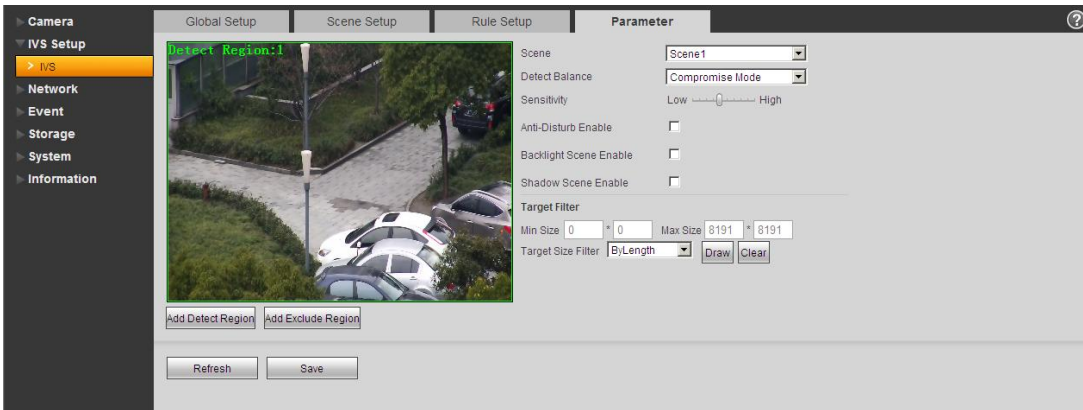 Camera
IVS Setup
> IVS
Network
Event
Storage
System
Information
Global Setup
Scene Setup
Rule Setup
Parameter
?
Detect Region:1
Scene
Scene1
Detect Balance
Compromise Mode
Sensitivity
Low
High
Anti-Disturb Enable
Backlight Scene Enable
Shadow Scene Enable
Target Filter
Min Size 0 * 0 Max Size 8191 * 8191
Target Size Filter ByLength Draw Clear
Add Detect Region Add Exclude Region
Refresh Save